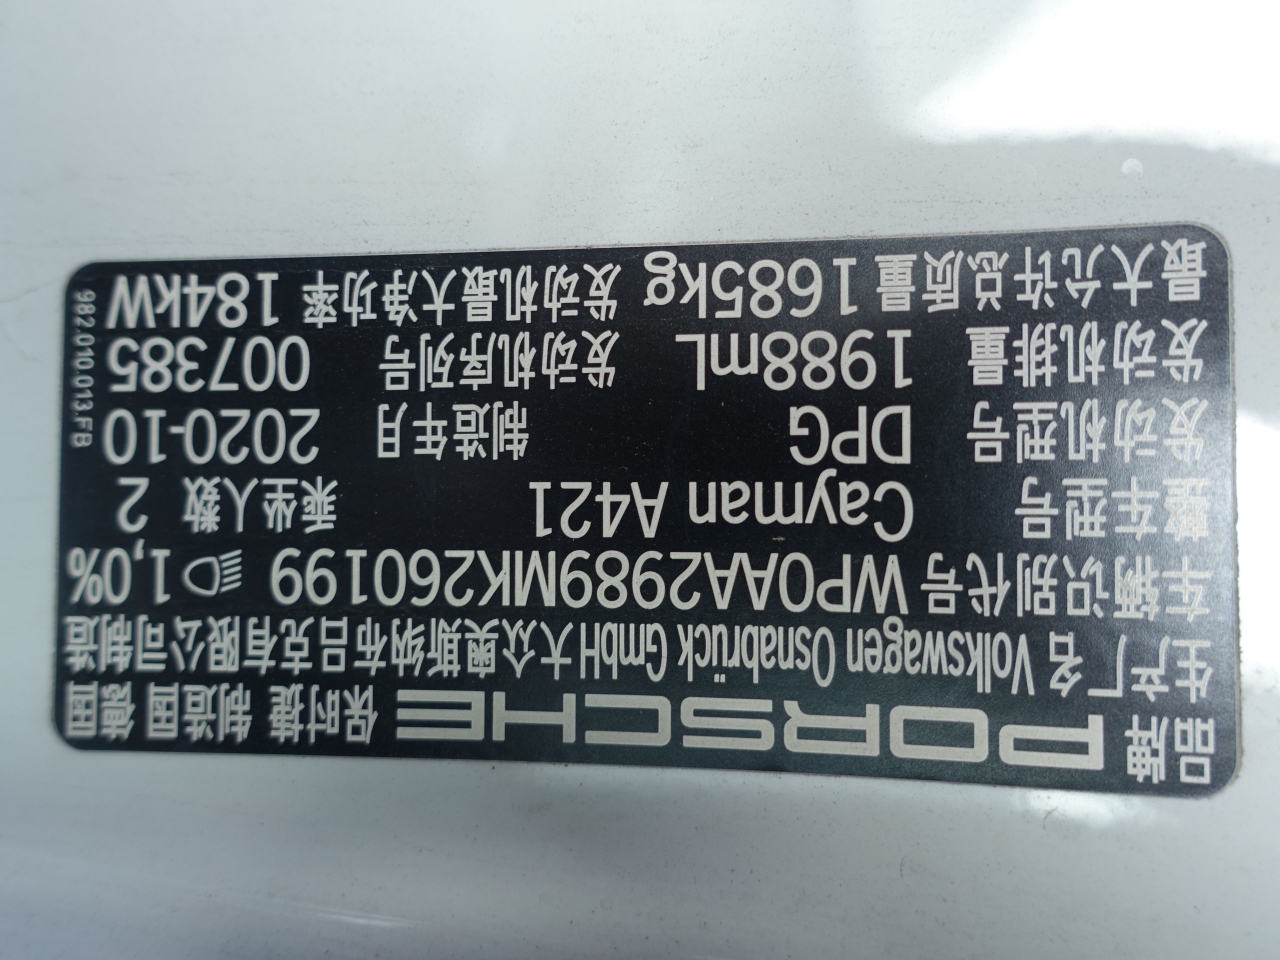 品牌 PORSCHE 保时捷 制造国 德国
生产厂名 Volkswagen Osnabrück GmbH大众奥斯纳布吕克有限公司制造
车辆识别代号 WP0AA2989MK260199 1,0%
整车型号 Cayman A421 乘坐人数 2
发动机型号 DPG 制造年月 2020-10
发动机排量 1988mL 发动机序列号 007385
最大允许总质量 1685kg 发动机最大净功率 184kW
982.010.013.FB